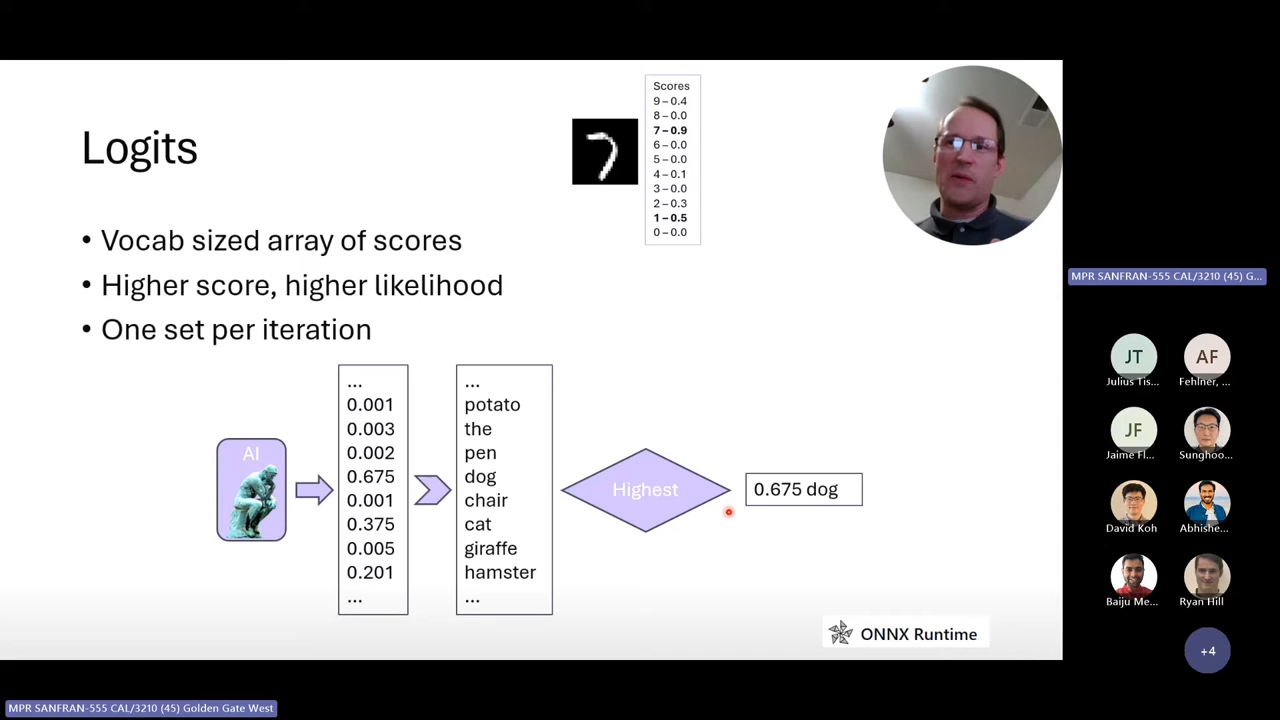 Scores
9 – 0.4
8 – 0.0
7 – 0.9
6 – 0.0
5 – 0.0
4 – 0.1
3 – 0.0
2 – 0.3
1 – 0.5
0 – 0.0
Logits
• Vocab sized array of scores
• Higher score, higher likelihood
• One set per iteration
AI
...
0.001
0.003
0.002
0.675
0.001
0.375
0.005
0.201
...
...
potato
the
pen
dog
chair
cat
giraffe
hamster
...
Highest
0.675 dog
ONNX Runtime
MPR SANFRAN-555 CAL/3210 (45) G...
JT
Julius Tis...
AF
Fehlner, ...
JF
Jaime Fl...
Sunghoo...
David Koh
Abhishe...
Baiju Me...
Ryan Hill
+4
MPR SANFRAN-555 CAL/3210 (45) Golden Gate West